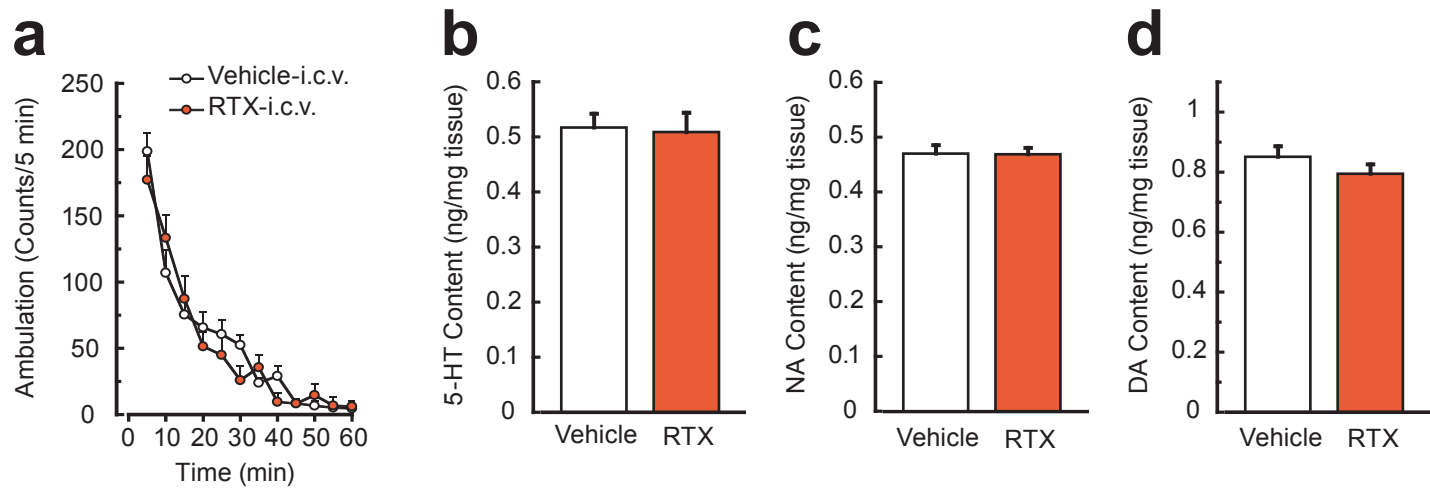 a
Vehicle-i.c.v.
RTX-i.c.v.
Ambulation (Counts/5 min)
250
200
150
100
50
0
0 10 20 30 40 50 60
Time (min)
b
5-HT Content (ng/mg tissue)
0.6
0.5
0.4
0.3
0.2
0.1
0
Vehicle RTX
c
NA Content (ng/mg tissue)
0.6
0.5
0.4
0.3
0.2
0.1
0
Vehicle RTX
d
DA Content (ng/mg tissue)
1
0.8
0.6
0.4
0.2
0
Vehicle RTX